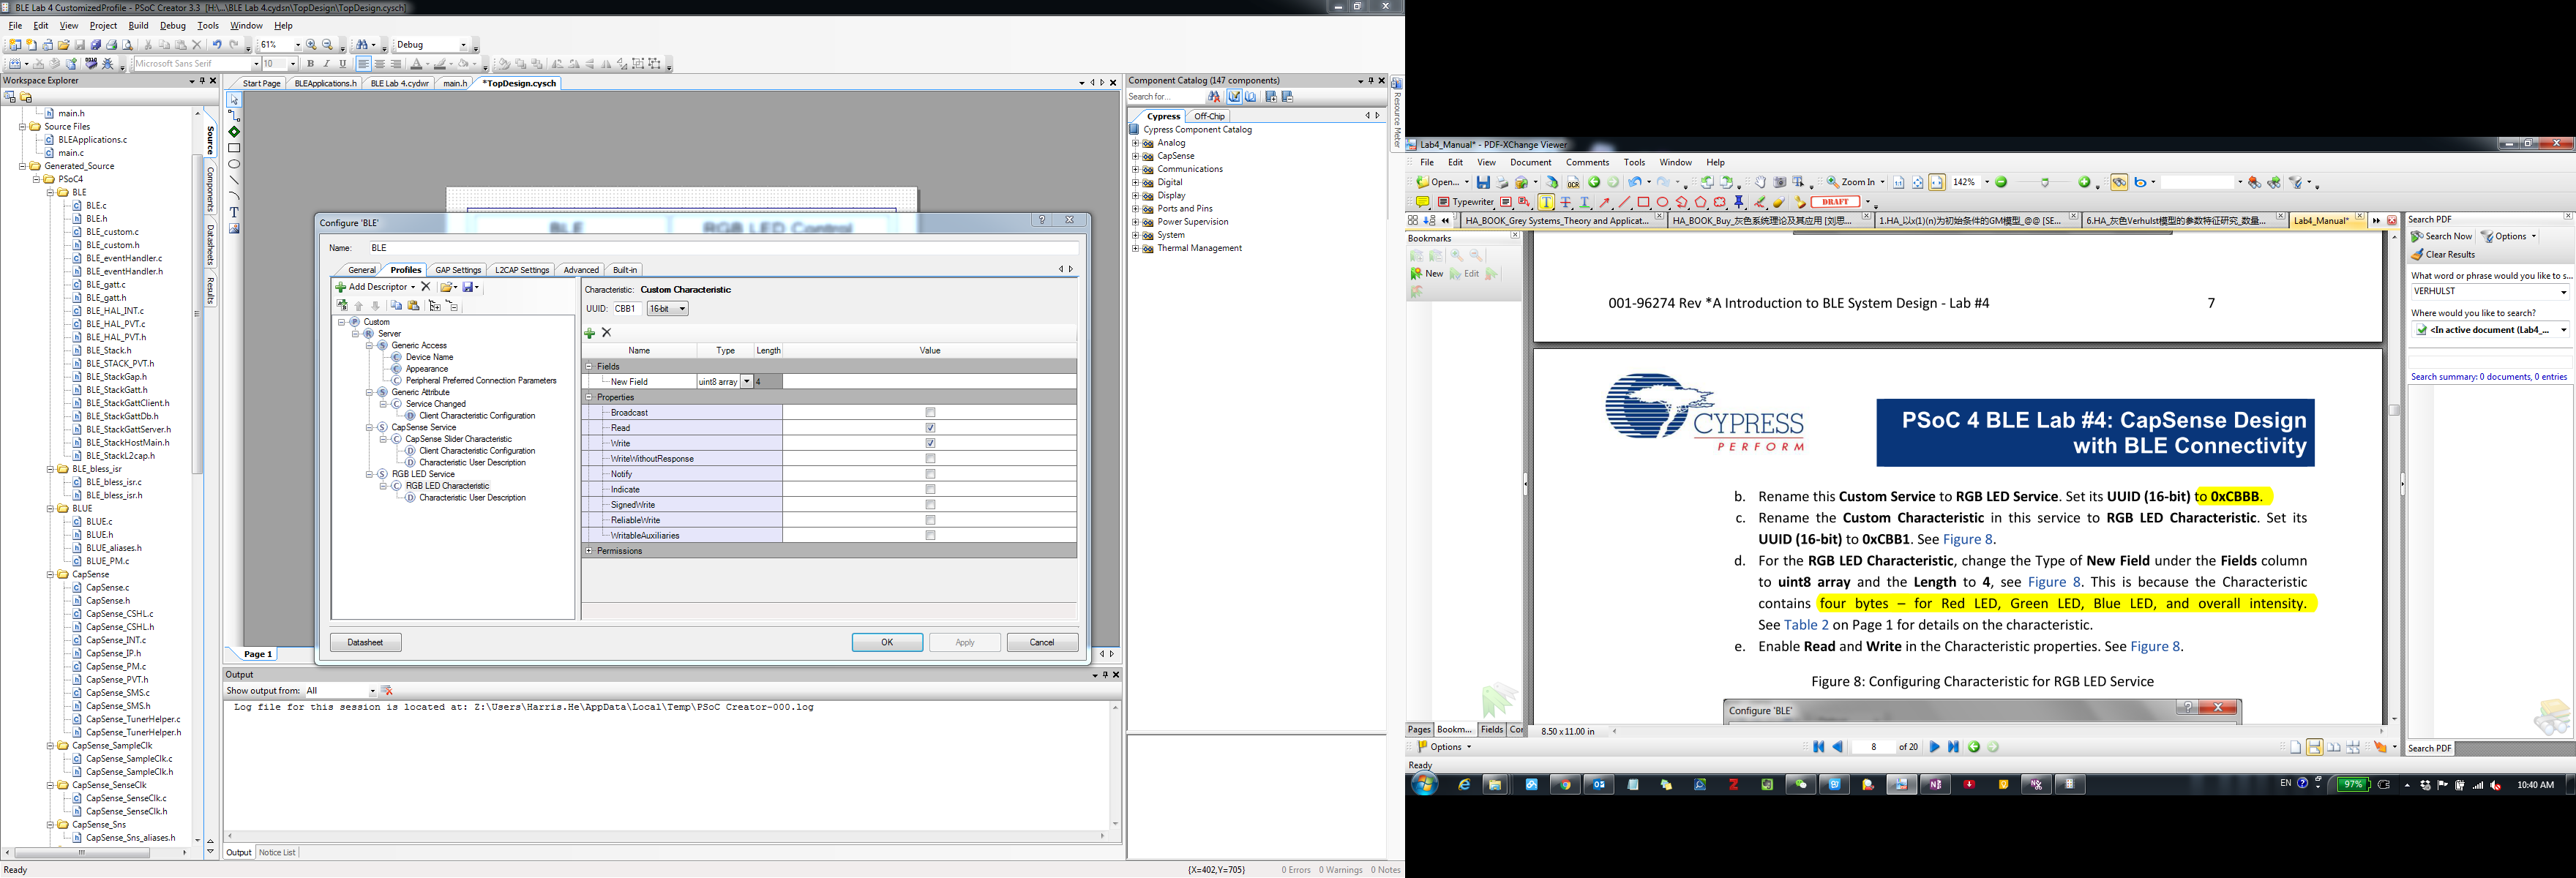 BLE Lab 4 CustomizedProfile - PSoC Creator 3.3 [H:\...\BLE Lab 4.cydsn\TopDesign\TopDesign.cysch]
File Edit View Project Build Debug Tools Window Help
61% Debug
Microsoft Sans Serif 10 B I U
Workspace Explorer
main.h
Source Files
BLEApplications.c
main.c
Generated_Source
PSoC4
BLE
BLE.c
BLE.h
BLE_custom.c
BLE_custom.h
BLE_eventHandler.c
BLE_eventHandler.h
BLE_gatt.c
BLE_gatt.h
BLE_HAL_INT.c
BLE_HAL_PVT.c
BLE_HAL_PVT.h
BLE_Stack.h
BLE_STACK_PVT.h
BLE_StackGap.h
BLE_StackGatt.h
BLE_StackGattClient.h
BLE_StackGattDb.h
BLE_StackGattServer.h
BLE_StackHostMain.h
BLE_StackL2cap.h
BLE_bless_isr
BLE_bless_isr.c
BLE_bless_isr.h
BLUE
BLUE.c
BLUE.h
BLUE_aliases.h
BLUE_PM.c
CapSense
CapSense.c
CapSense.h
CapSense_CSHL.c
CapSense_CSHL.h
CapSense_INT.c
CapSense_IP.h
CapSense_PM.c
CapSense_PVT.h
CapSense_SMS.c
CapSense_SMS.h
CapSense_TunerHelper.c
CapSense_TunerHelper.h
CapSense_SampleClk
CapSense_SampleClk.c
CapSense_SampleClk.h
CapSense_SenseClk
CapSense_SenseClk.c
CapSense_SenseClk.h
CapSense_Sns
CapSense_Sns_aliases.h
Source
Components
Datasheets
Results
Start Page BLEApplications.h BLE Lab 4.cydwr main.h *TopDesign.cysch
BLE RGB LED Control
Configure 'BLE'
Name: BLE
General Profiles GAP Settings L2CAP Settings Advanced Built-in
Add Descriptor
Custom
Server
Generic Access
Device Name
Appearance
Peripheral Preferred Connection Parameters
Generic Attribute
Service Changed
Client Characteristic Configuration
CapSense Service
CapSense Slider Characteristic
Client Characteristic Configuration
Characteristic User Description
RGB LED Service
RGB LED Characteristic
Characteristic User Description
Characteristic: Custom Characteristic
UUID: CBB1 16-bit
Name Type Length Value
Fields
New Field uint8 array 4
Properties
Broadcast
Read
Write
WriteWithoutResponse
Notify
Indicate
SignedWrite
ReliableWrite
WritableAuxiliaries
Permissions
Datasheet OK Apply Cancel
Page 1
Output
Show output from: All
Log file for this session is located at: Z:\Users\Harris.He\AppData\Local\Temp\PSoC Creator-000.log
Output Notice List
Ready {X=402,Y=705} 0 Errors 0 Warnings 0 Notes
Component Catalog (147 components)
Search for...
Cypress Off-Chip
Cypress Component Catalog
Analog
CapSense
Communications
Digital
Display
Ports and Pins
Power Supervision
System
Thermal Management
Resource Meter
Lab4_Manual* - PDF-XChange Viewer
File Edit View Document Comments Tools Window Help
Open... OCR Zoom In 142%
Typewriter DRAFT
HA_BOOK_Grey Systems_Theory and Applicat... HA_BOOK_Buy_灰色系统理论及其应用 [刘思... 1.HA_以x(1)(n)为初始条件的GM模型_@@ [SE... 6.HA_灰色Verhulst模型的参数特征研究_数量... Lab4_Manual*
Bookmarks
New Edit
001-96274 Rev *A Introduction to BLE System Design - Lab #4 7
CYPRESS
PERFORM
PSoC 4 BLE Lab #4: CapSense Design
with BLE Connectivity
b. Rename this Custom Service to RGB LED Service. Set its UUID (16-bit) to 0xCBBB.
c. Rename the Custom Characteristic in this service to RGB LED Characteristic. Set its
UUID (16-bit) to 0xCBB1. See Figure 8.
d. For the RGB LED Characteristic, change the Type of New Field under the Fields column
to uint8 array and the Length to 4, see Figure 8. This is because the Characteristic
contains four bytes – for Red LED, Green LED, Blue LED, and overall intensity.
See Table 2 on Page 1 for details on the characteristic.
e. Enable Read and Write in the Characteristic properties. See Figure 8.
Figure 8: Configuring Characteristic for RGB LED Service
Configure 'BLE'
Pages Bookm... Fields Co
8.50 x 11.00 in
Options 8 of 20
Ready
Search PDF
Search Now Options
Clear Results
What word or phrase would you like to s...
VERHULST
Where would you like to search?
<In active document (Lab4_...
Search summary: 0 documents, 0 entries
Search PDF
EN 97% 10:40 AM